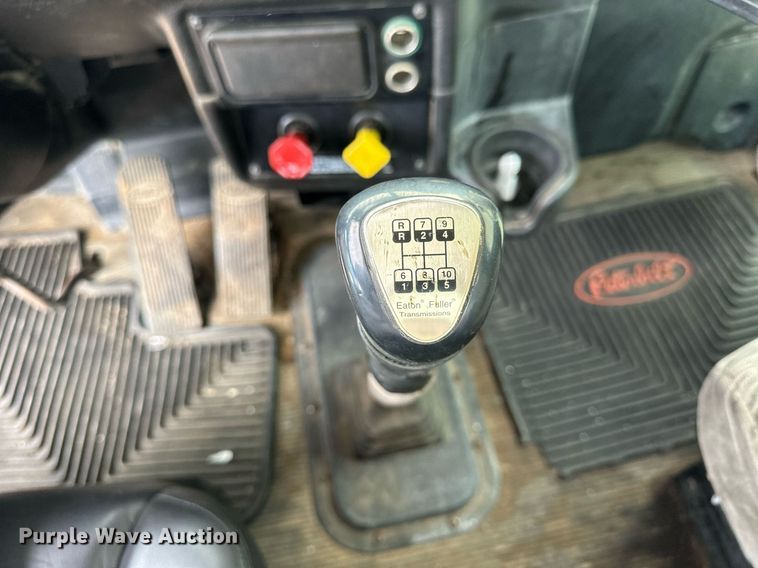 R 7 9
R 2 4
6 8 10
1 3 5
Eaton® Fuller®
Transmissions
Peterbilt
Purple Wave Auction